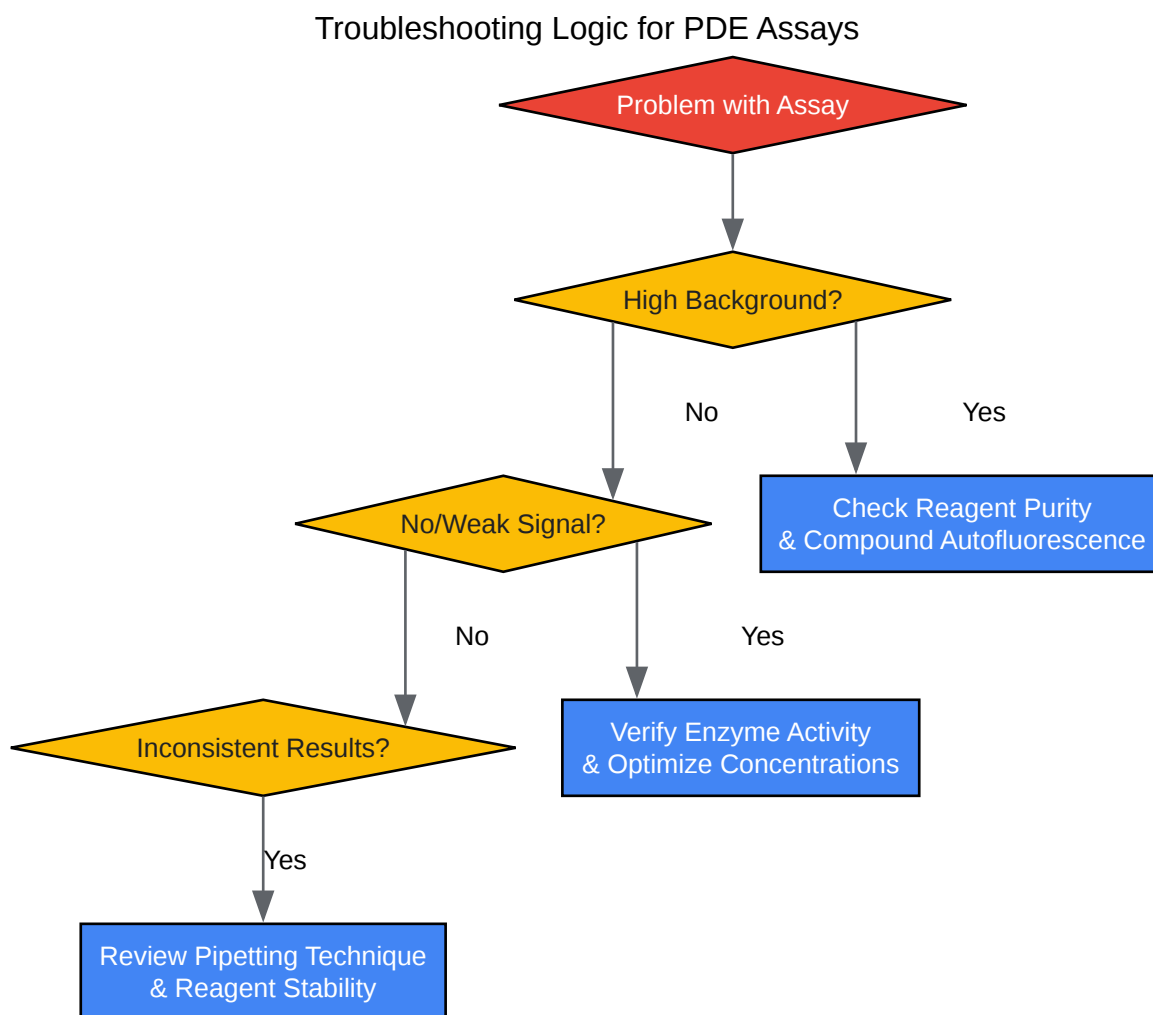 Troubleshooting Logic for PDE Assays
Problem with Assay
High Background?
No
Yes
Check Reagent Purity
& Compound Autofluorescence
No/Weak Signal?
No
Yes
Verify Enzyme Activity
& Optimize Concentrations
Inconsistent Results?
Yes
Review Pipetting Technique
& Reagent Stability